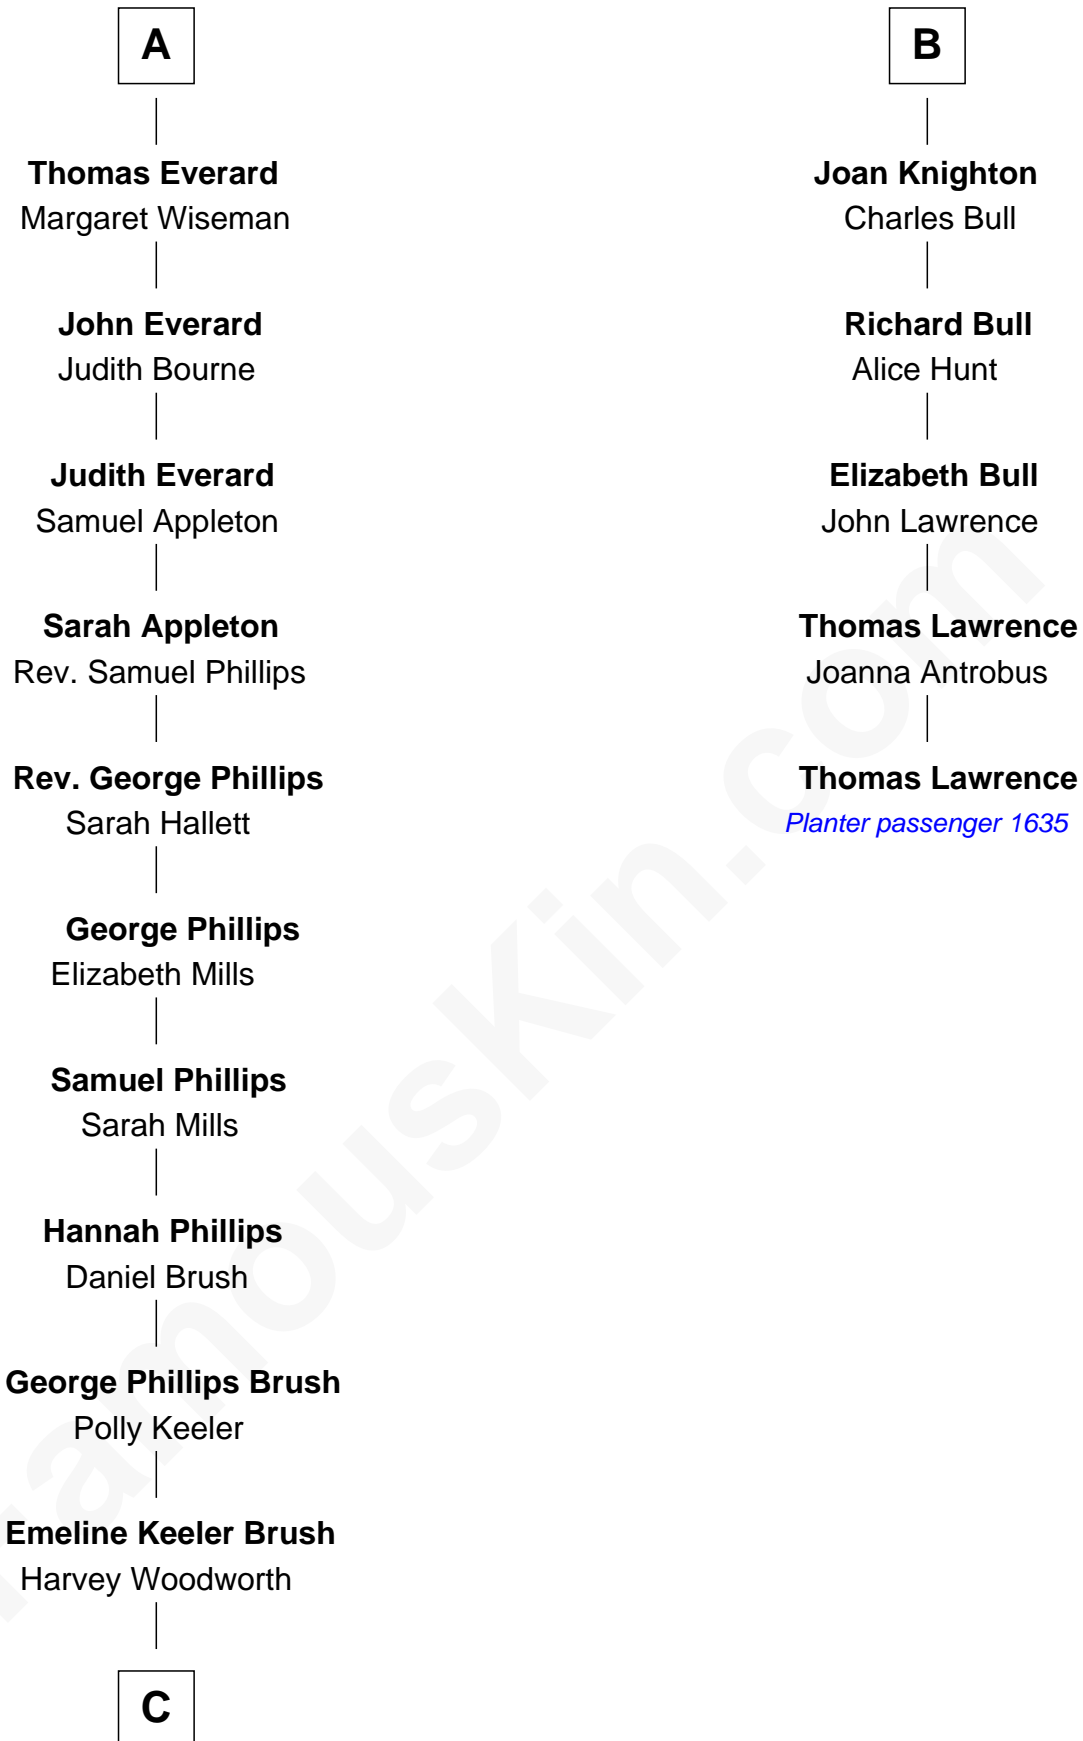 A
Thomas Everard
Margaret Wiseman
John Everard
Judith Bourne
Judith Everard
Samuel Appleton
Sarah Appleton
Rev. Samuel Phillips
Rev. George Phillips
Sarah Hallett
George Phillips
Elizabeth Mills
Samuel Phillips
Sarah Mills
Hannah Phillips
Daniel Brush
George Phillips Brush
Polly Keeler
Emeline Keeler Brush
Harvey Woodworth
C
B
Joan Knighton
Charles Bull
Richard Bull
Alice Hunt
Elizabeth Bull
John Lawrence
Thomas Lawrence
Joanna Antrobus
Thomas Lawrence
Planter passenger 1635
FamousKin.com